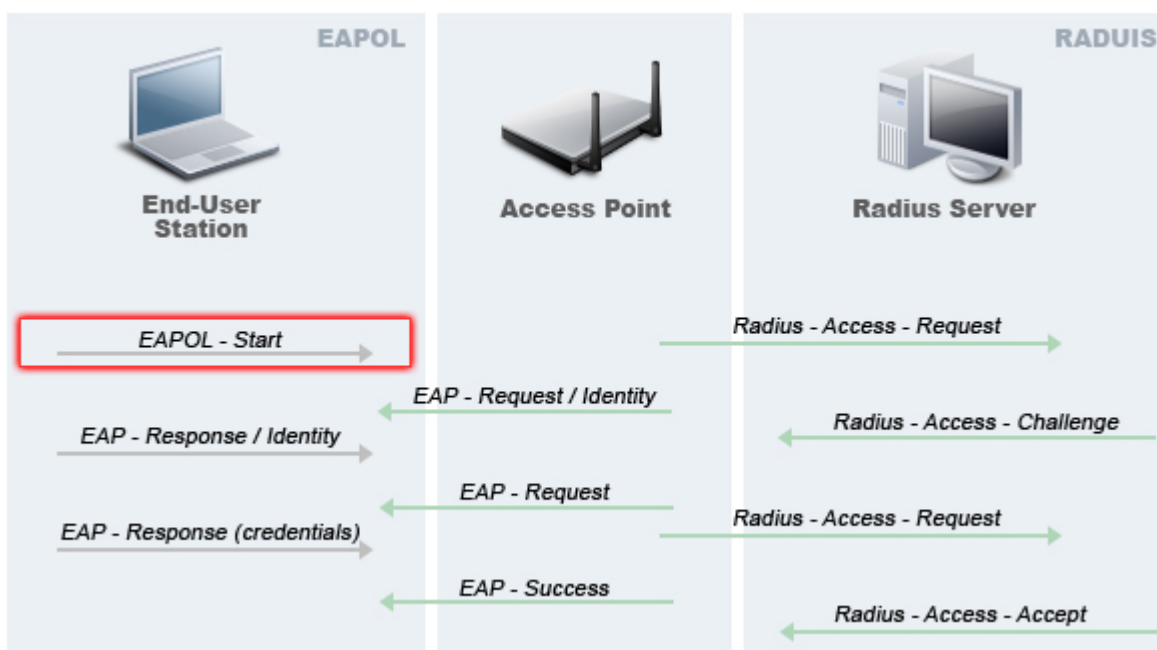 EAPOL
RADUIS
End-User
Station
Access Point
Radius Server
EAPOL - Start
Radius - Access - Request
EAP - Request / Identity
Radius - Access - Challenge
EAP - Response / Identity
EAP - Request
Radius - Access - Request
EAP - Response (credentials)
EAP - Success
Radius - Access - Accept